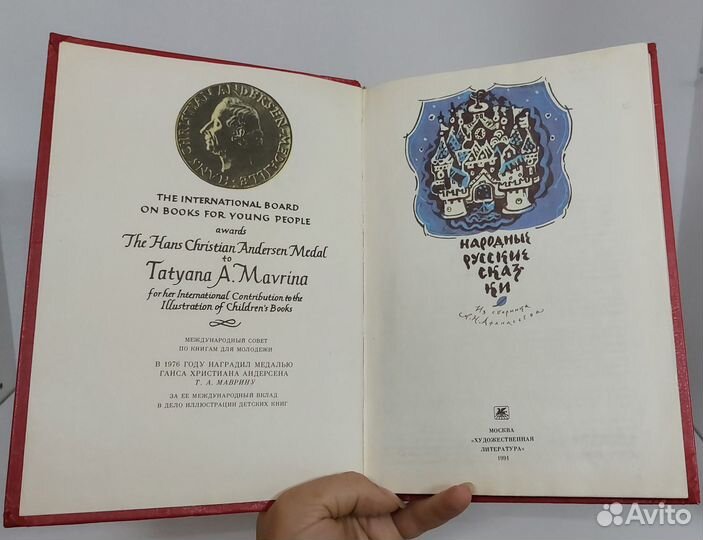 HANS CHRISTIAN ANDERSEN MEDAL
THE INTERNATIONAL BOARD
ON BOOKS FOR YOUNG PEOPLE
awards
The Hans Christian Andersen Medal
to
Tatyana A. Mavrina
for her International Contribution to the
Illustration of Children's Books
МЕЖДУНАРОДНЫЙ СОВЕТ
ПО КНИГАМ ДЛЯ МОЛОДЕЖИ
В 1976 ГОДУ НАГРАДИЛ МЕДАЛЬЮ
ГАНСА ХРИСТИАНА АНДЕРСЕНА
Т. А. МАВРИНУ
ЗА ЕЕ МЕЖДУНАРОДНЫЙ ВКЛАД
В ДЕЛО ИЛЛЮСТРАЦИИ ДЕТСКИХ КНИГ
НАРОДНЫЕ
РУССКИЕ
СКАЗ
КИ
Из сборника
А.Н. Афанасьева
МОСКВА
«ХУДОЖЕСТВЕННАЯ
ЛИТЕРАТУРА»
1991
Avito